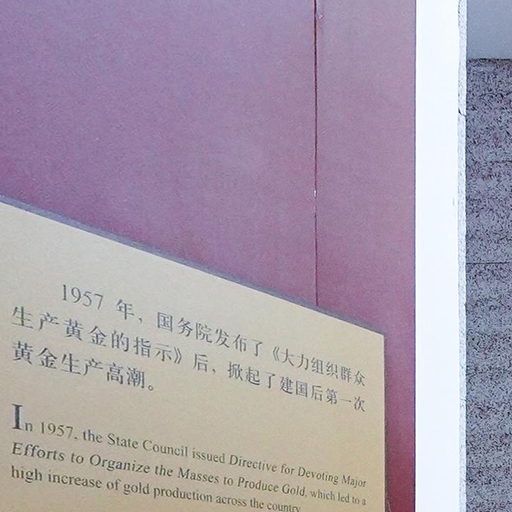 1957 年，国务院发布了《大力组织群众
生产黄金的指示》后，掀起了建国后第一次
黄金生产高潮。
In 1957, the State Council issued Directive for Devoting Major
Efforts to Organize the Masses to Produce Gold, which led to a
high increase of gold production across the country